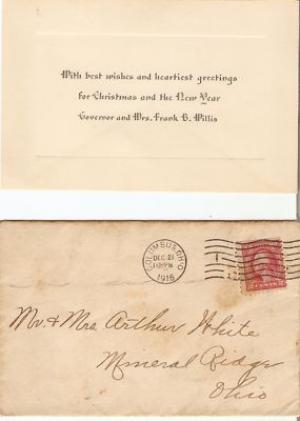 With best wishes and heartiest greetings
for Christmas and the New Year
Governor and Mrs. Frank B. Willis
COLUMBUS, OHIO
DEC 21
1916
Mr. & Mrs Arthur White
Mineral Ridge
Ohio